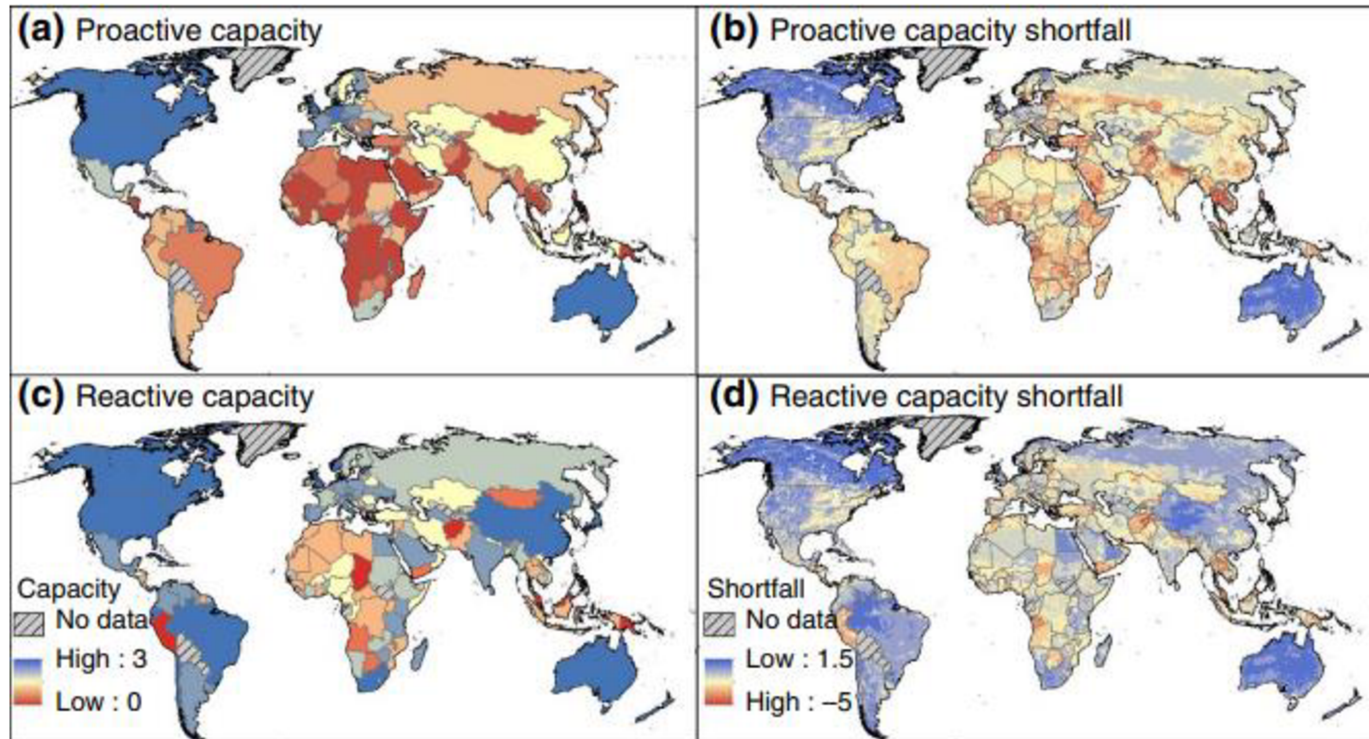 (a) Proactive capacity
(b) Proactive capacity shortfall
(c) Reactive capacity
Capacity
No data
High : 3
Low : 0
(d) Reactive capacity shortfall
Shortfall
No data
Low : 1.5
High : –5